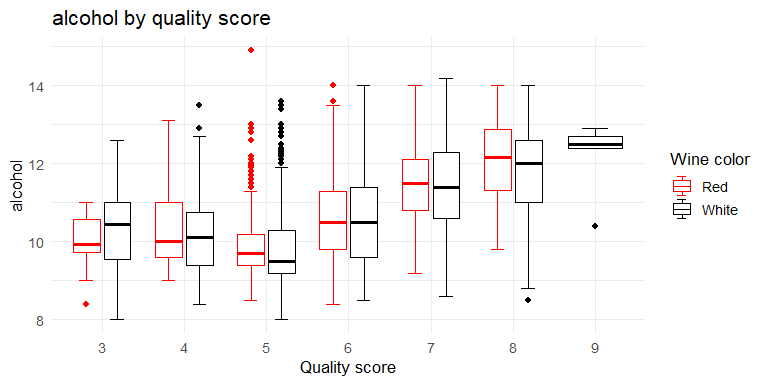 alcohol by quality score
14
12
10
8
alcohol
3 4 5 6 7 8 9
Quality score
Wine color
Red
White